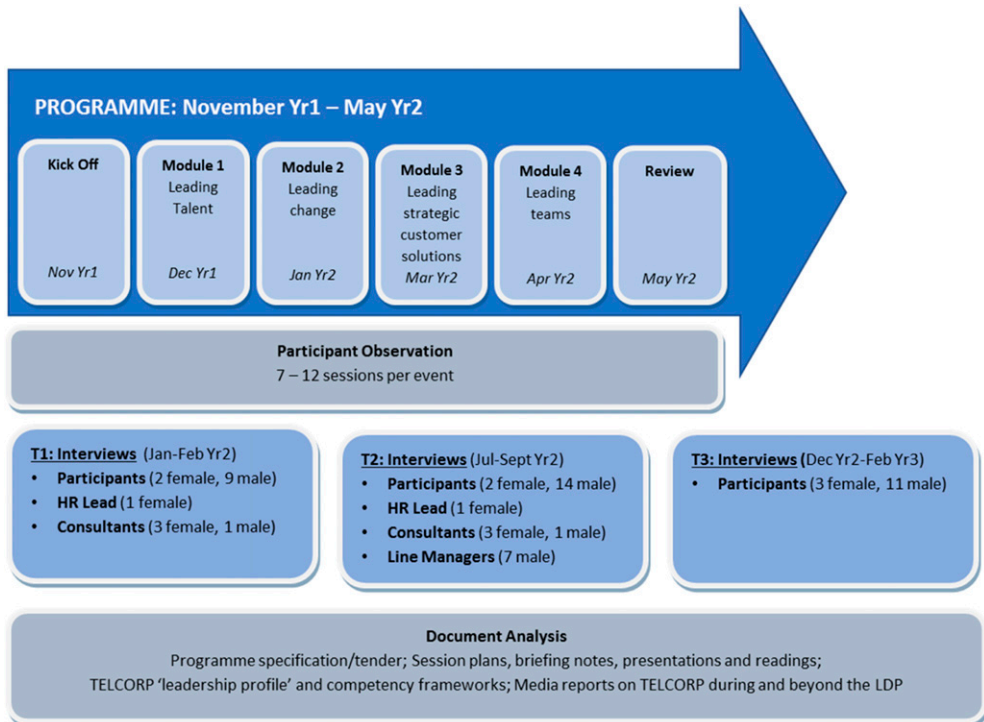 PROGRAMME: November Yr1 – May Yr2
Kick Off
Nov Yr1
Module 1
Leading
Talent
Dec Yr1
Module 2
Leading
change
Jan Yr2
Module 3
Leading
strategic
customer
solutions
Mar Yr2
Module 4
Leading
teams
Apr Yr2
Review
May Yr2
Participant Observation
7 – 12 sessions per event
T1: Interviews (Jan-Feb Yr2)
• Participants (2 female, 9 male)
• HR Lead (1 female)
• Consultants (3 female, 1 male)
T2: Interviews (Jul-Sept Yr2)
• Participants (2 female, 14 male)
• HR Lead (1 female)
• Consultants (3 female, 1 male)
• Line Managers (7 male)
T3: Interviews (Dec Yr2-Feb Yr3)
• Participants (3 female, 11 male)
Document Analysis
Programme specification/tender; Session plans, briefing notes, presentations and readings;
TELCORP ‘leadership profile’ and competency frameworks; Media reports on TELCORP during and beyond the LDP